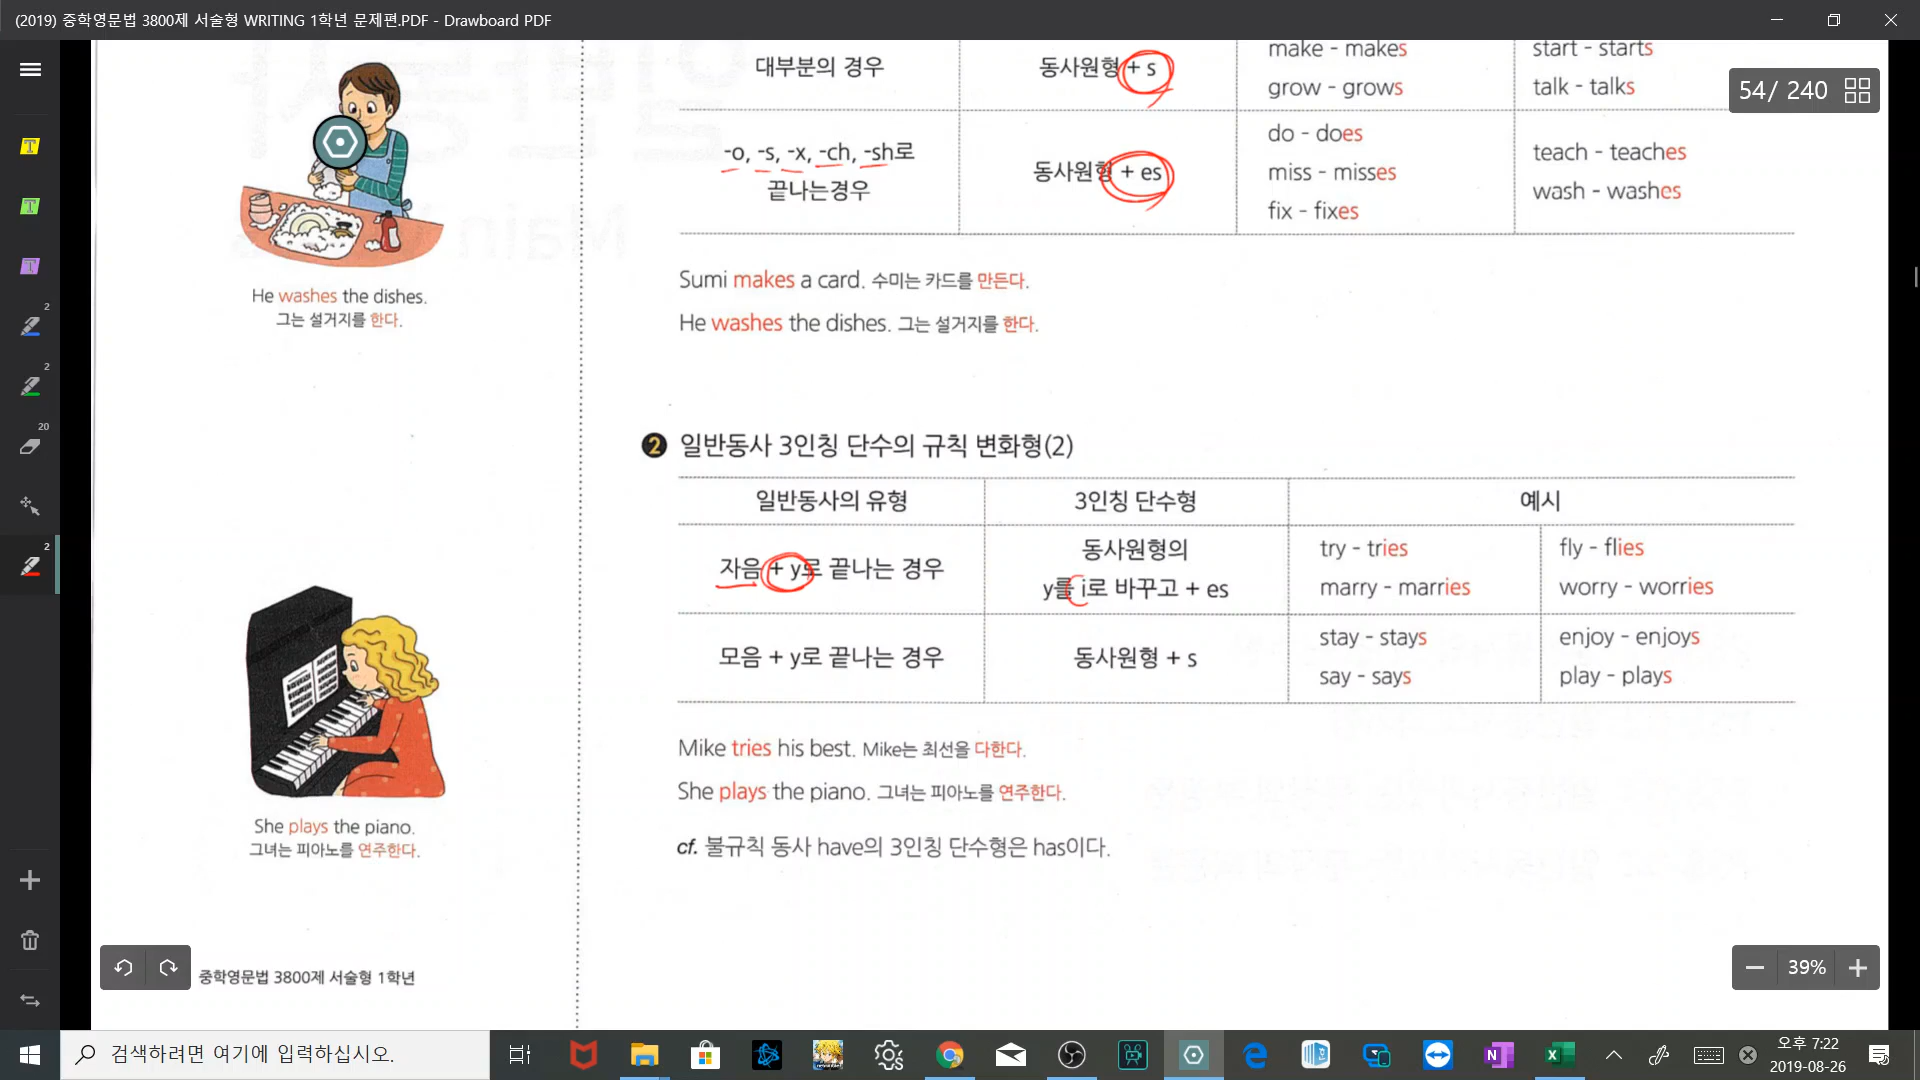 (2019) 중학영문법 3800제 서술형 WRITING 1학년 문제편.PDF - Drawboard PDF
54 / 240
대부분의 경우
동사원형 + s
make - makes
grow - grows
start - starts
talk - talks
-o, -s, -x, -ch, -sh로
끝나는경우
동사원형 + es
do - does
miss - misses
fix - fixes
teach - teaches
wash - washes
He washes the dishes.
그는 설거지를 한다.
Sumi makes a card. 수미는 카드를 만든다.
He washes the dishes. 그는 설거지를 한다.
2
2
20
2
2 일반동사 3인칭 단수의 규칙 변화형(2)
일반동사의 유형
3인칭 단수형
예시
자음 + y로 끝나는 경우
동사원형의
y를 i로 바꾸고 + es
try - tries
marry - marries
fly - flies
worry - worries
모음 + y로 끝나는 경우
동사원형 + s
stay - stays
say - says
enjoy - enjoys
play - plays
Mike tries his best. Mike는 최선을 다한다.
She plays the piano. 그녀는 피아노를 연주한다.
cf. 불규칙 동사 have의 3인칭 단수형은 has이다.
She plays the piano.
그녀는 피아노를 연주한다.
중학영문법 3800제 서술형 1학년
39%
검색하려면 여기에 입력하십시오.
오후 7:22
2019-08-26